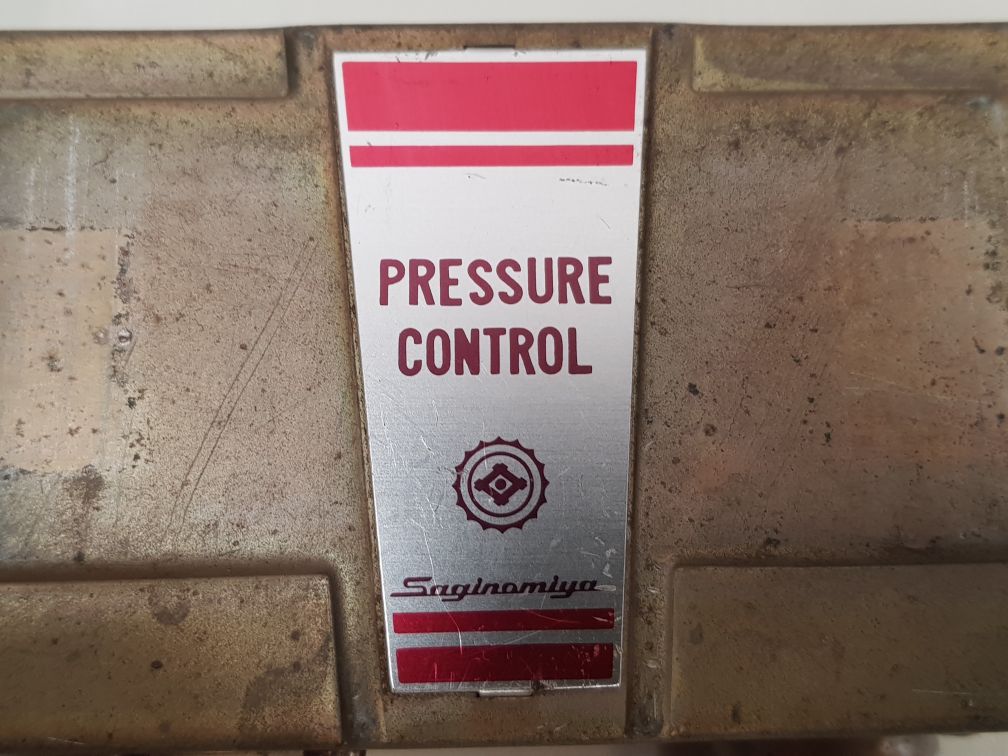 PRESSURE
CONTROL
Saginomiya